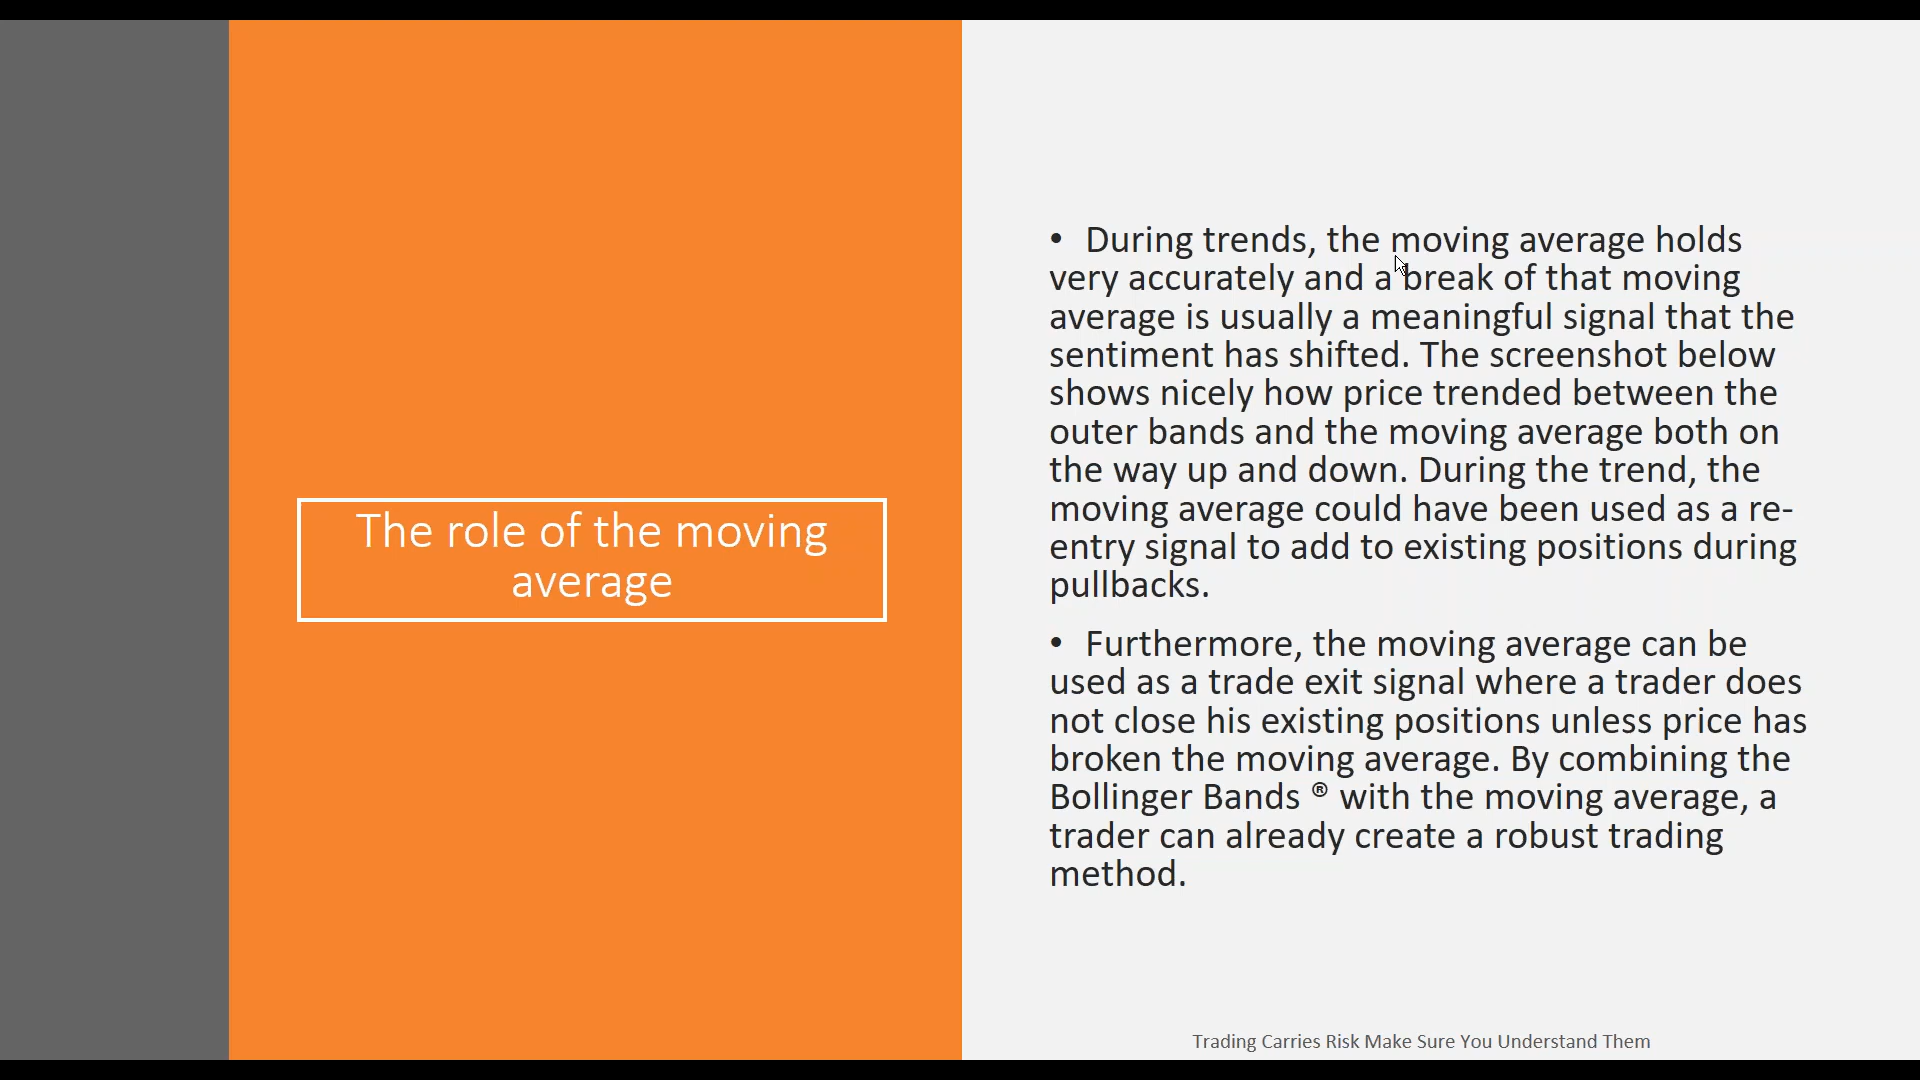 The role of the moving
average
• During trends, the moving average holds
very accurately and a break of that moving
average is usually a meaningful signal that the
sentiment has shifted. The screenshot below
shows nicely how price trended between the
outer bands and the moving average both on
the way up and down. During the trend, the
moving average could have been used as a re-
entry signal to add to existing positions during
pullbacks.
• Furthermore, the moving average can be
used as a trade exit signal where a trader does
not close his existing positions unless price has
broken the moving average. By combining the
Bollinger Bands ® with the moving average, a
trader can already create a robust trading
method.
Trading Carries Risk Make Sure You Understand Them